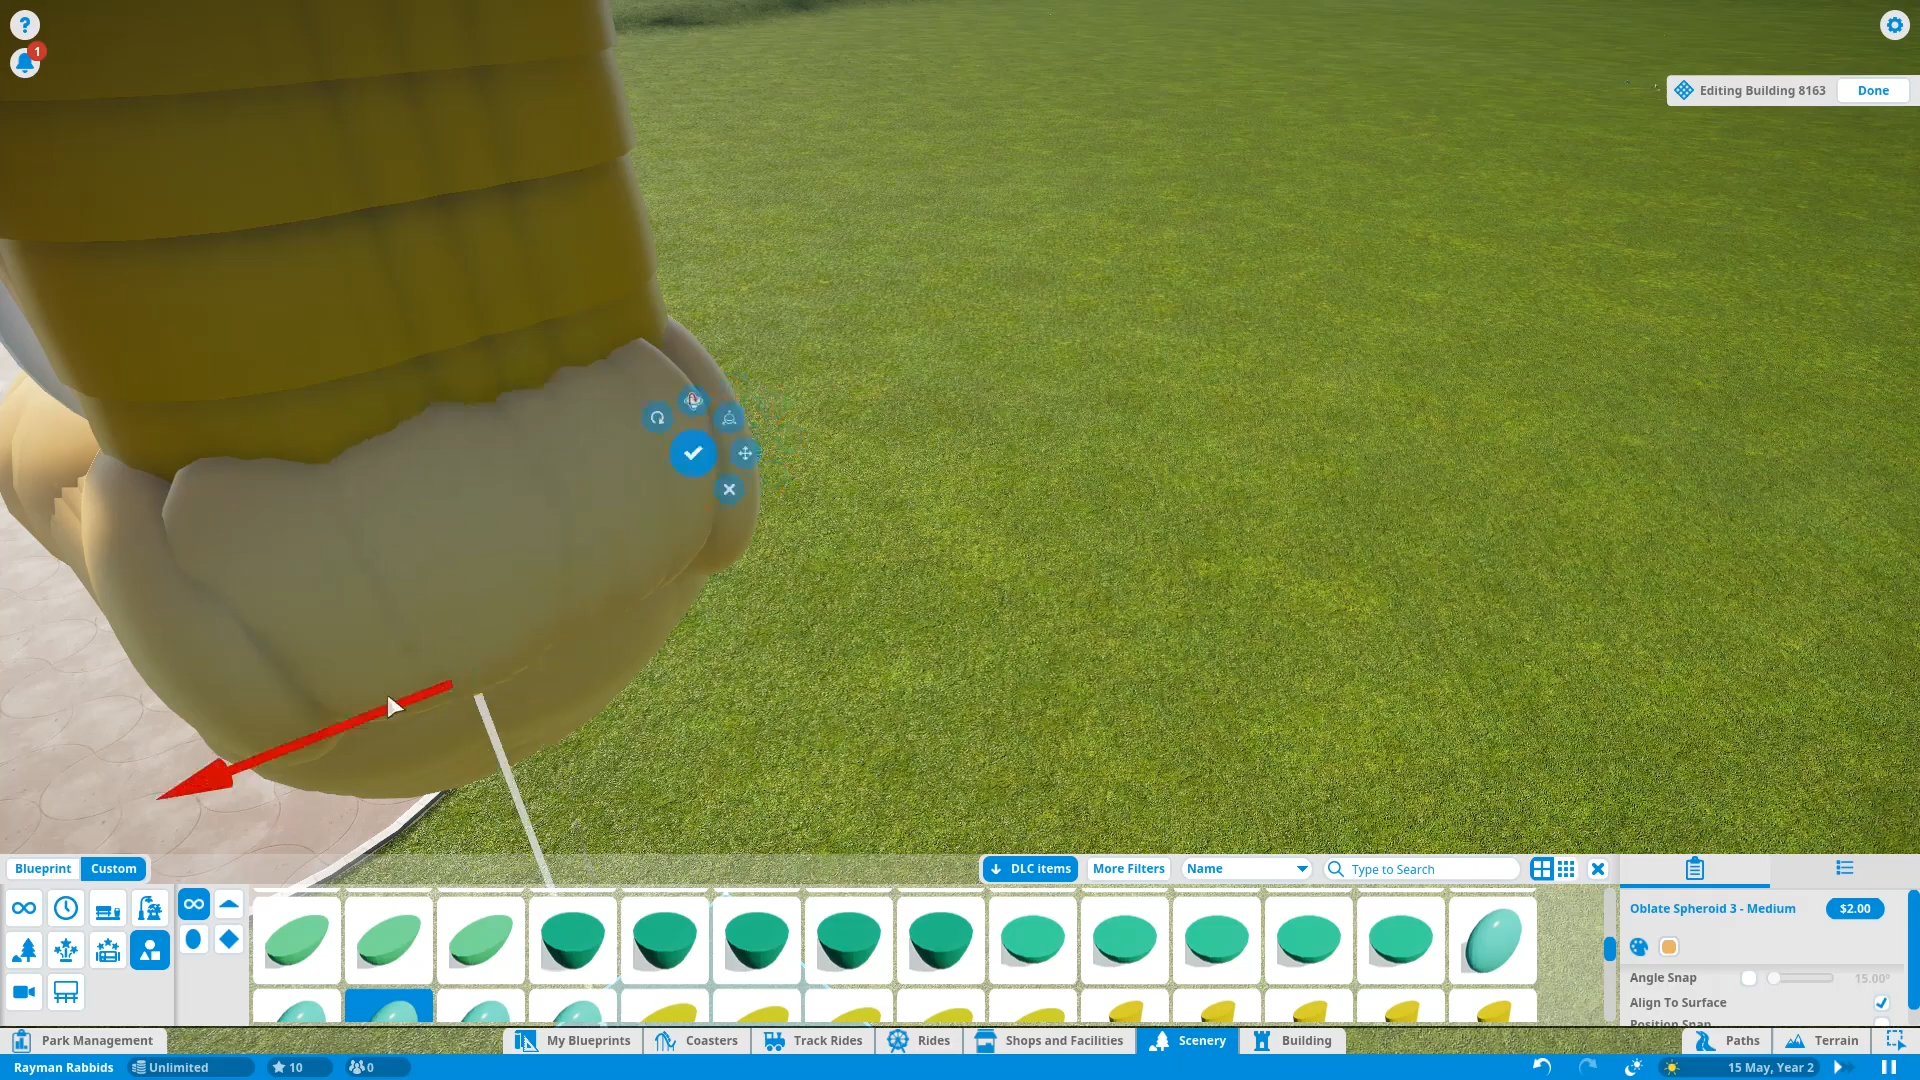 ?
1
Editing Building 8163
Done
Blueprint
Custom
DLC items
More Filters
Name
Type to Search
Oblate Spheroid 3 - Medium
$2.00
Angle Snap
15.00°
Align To Surface
Position Snap
Park Management
My Blueprints
Coasters
Track Rides
Rides
Shops and Facilities
Scenery
Building
Paths
Terrain
Rayman Rabbids
Unlimited
10
0
15 May, Year 2